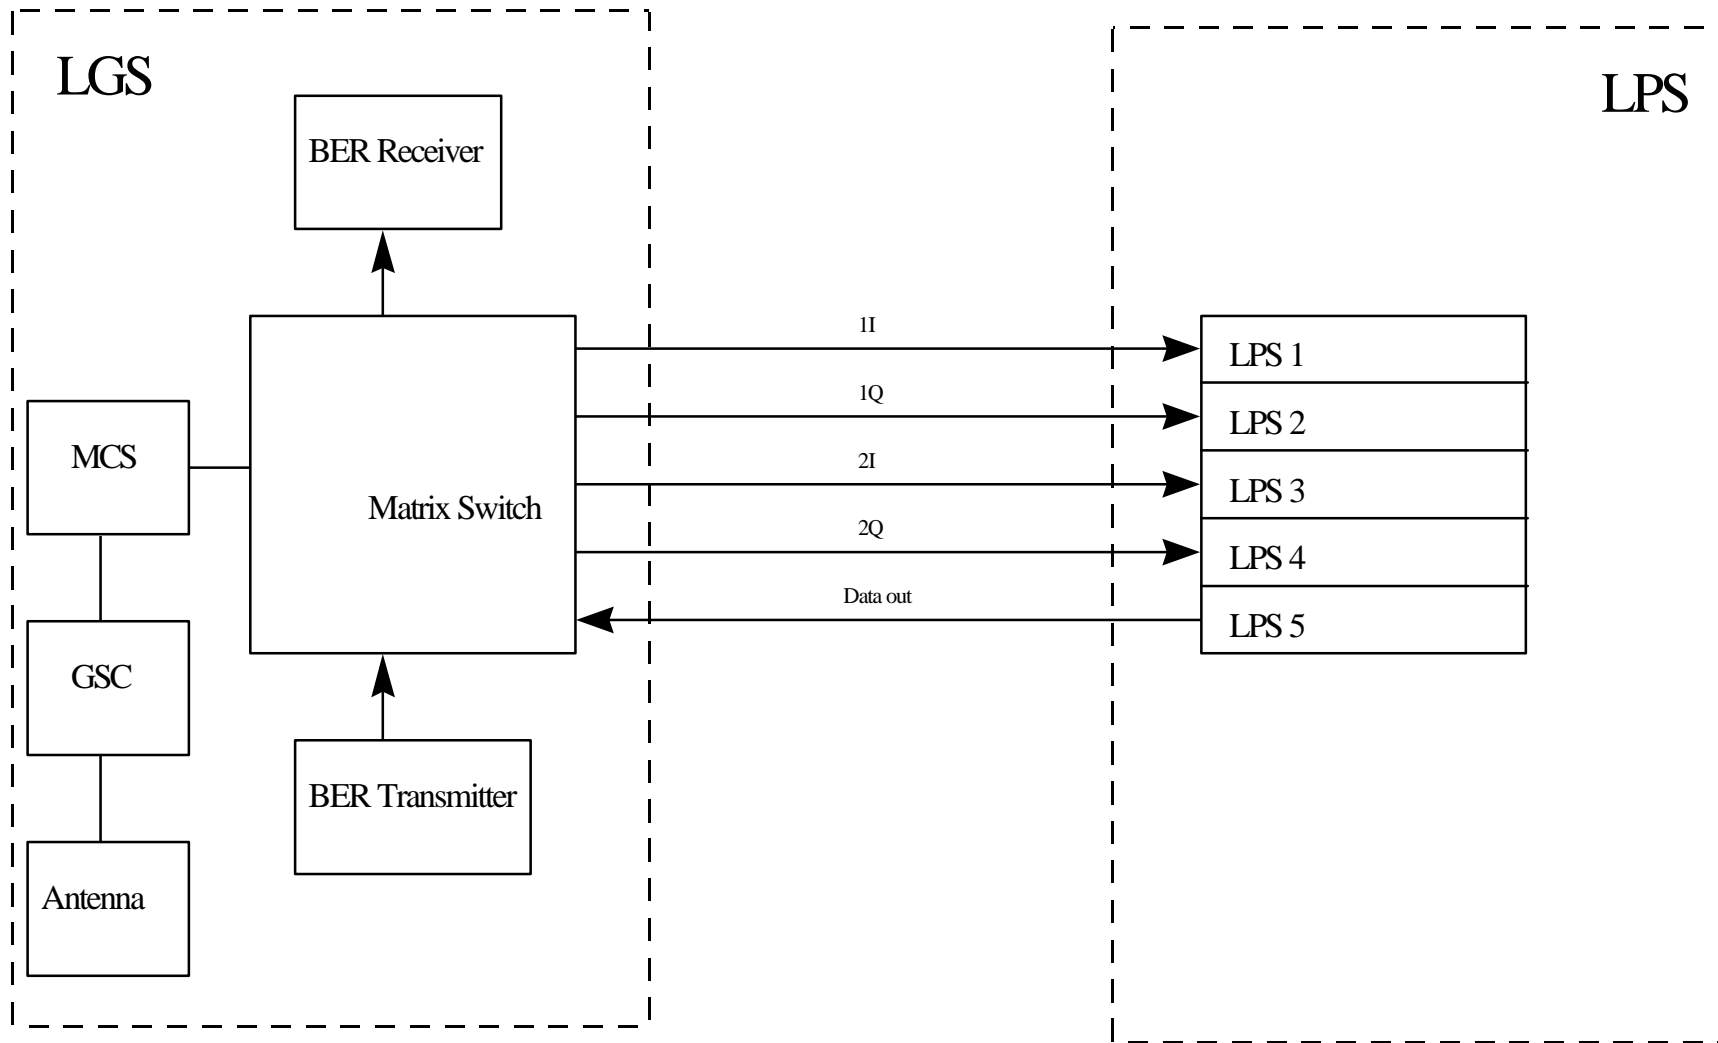 LGS
LPS
BER Receiver
1I
LPS 1
1Q
LPS 2
MCS
2I
LPS 3
Matrix Switch
2Q
LPS 4
Data out
LPS 5
GSC
BER Transmitter
Antenna